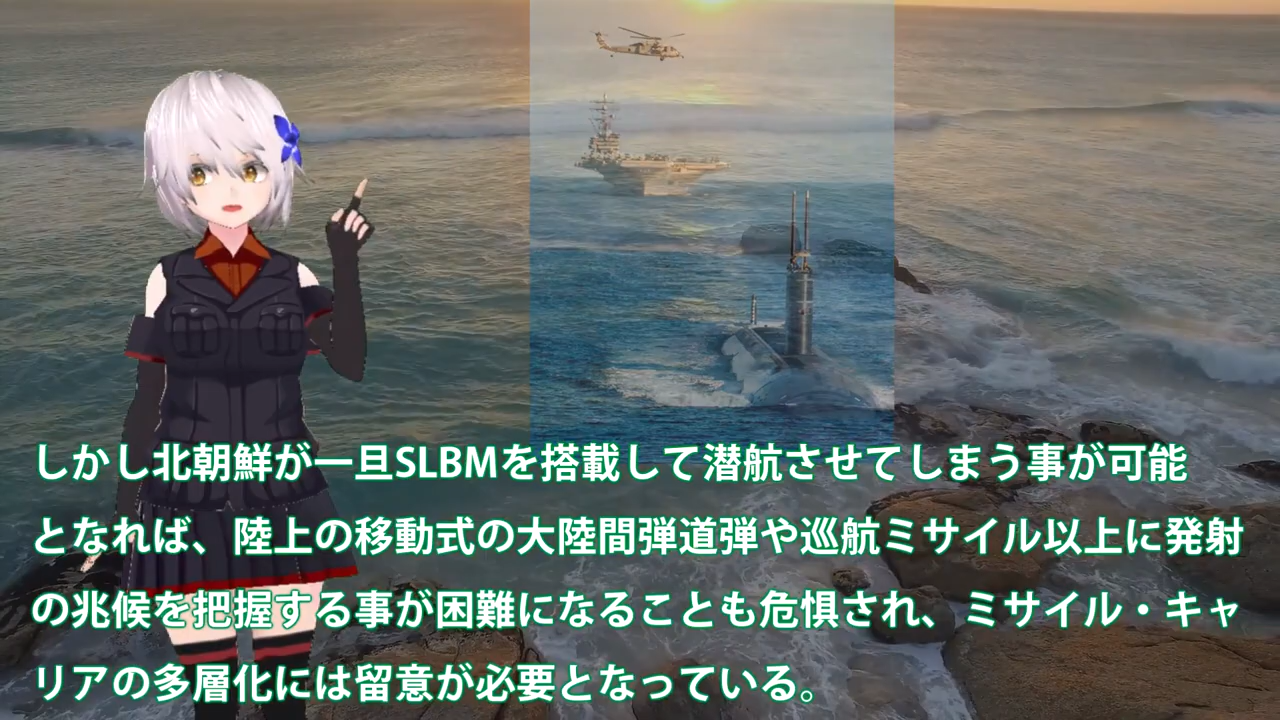 しかし北朝鮮が一旦SLBMを搭載して潜航させてしまう事が可能
となれば、陸上の移動式の大陸間弾道弾や巡航ミサイル以上に発射
の兆候を把握する事が困難になることも危惧され、ミサイル・キャ
リアの多層化には留意が必要となっている。